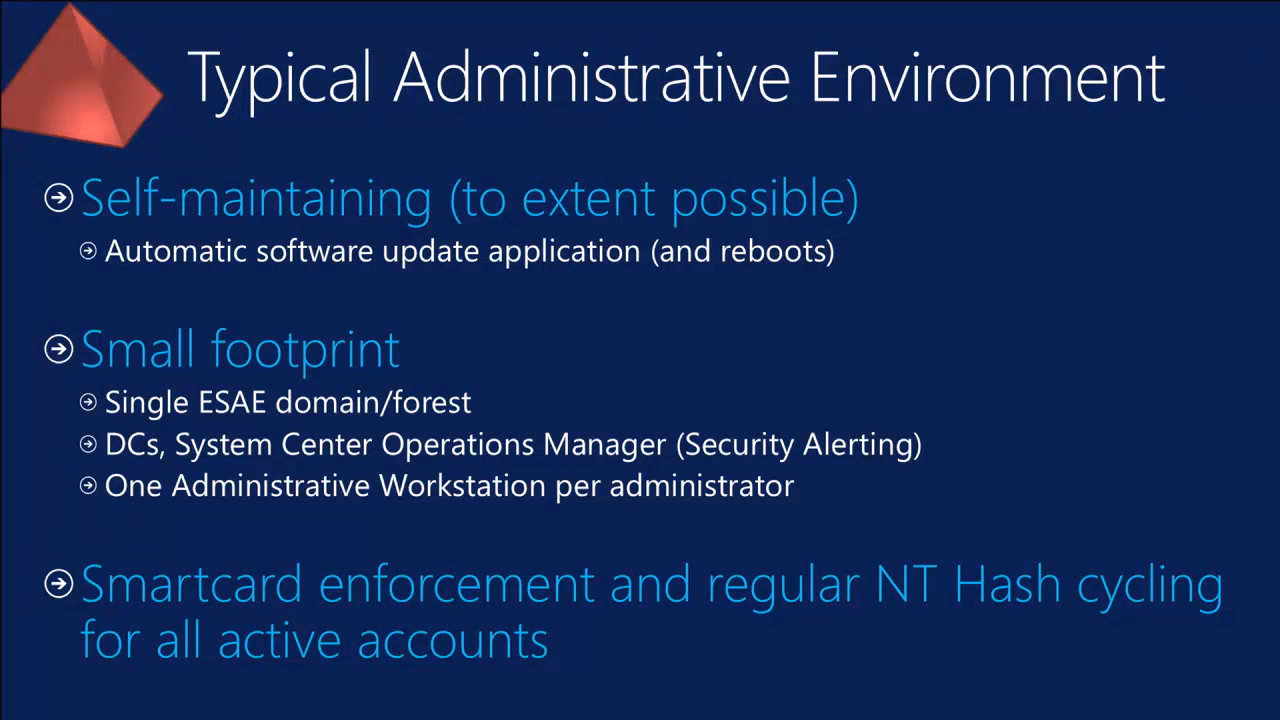 Typical Administrative Environment
Self-maintaining (to extent possible)
Automatic software update application (and reboots)
Small footprint
Single ESAE domain/forest
DCs, System Center Operations Manager (Security Alerting)
One Administrative Workstation per administrator
Smartcard enforcement and regular NT Hash cycling
for all active accounts